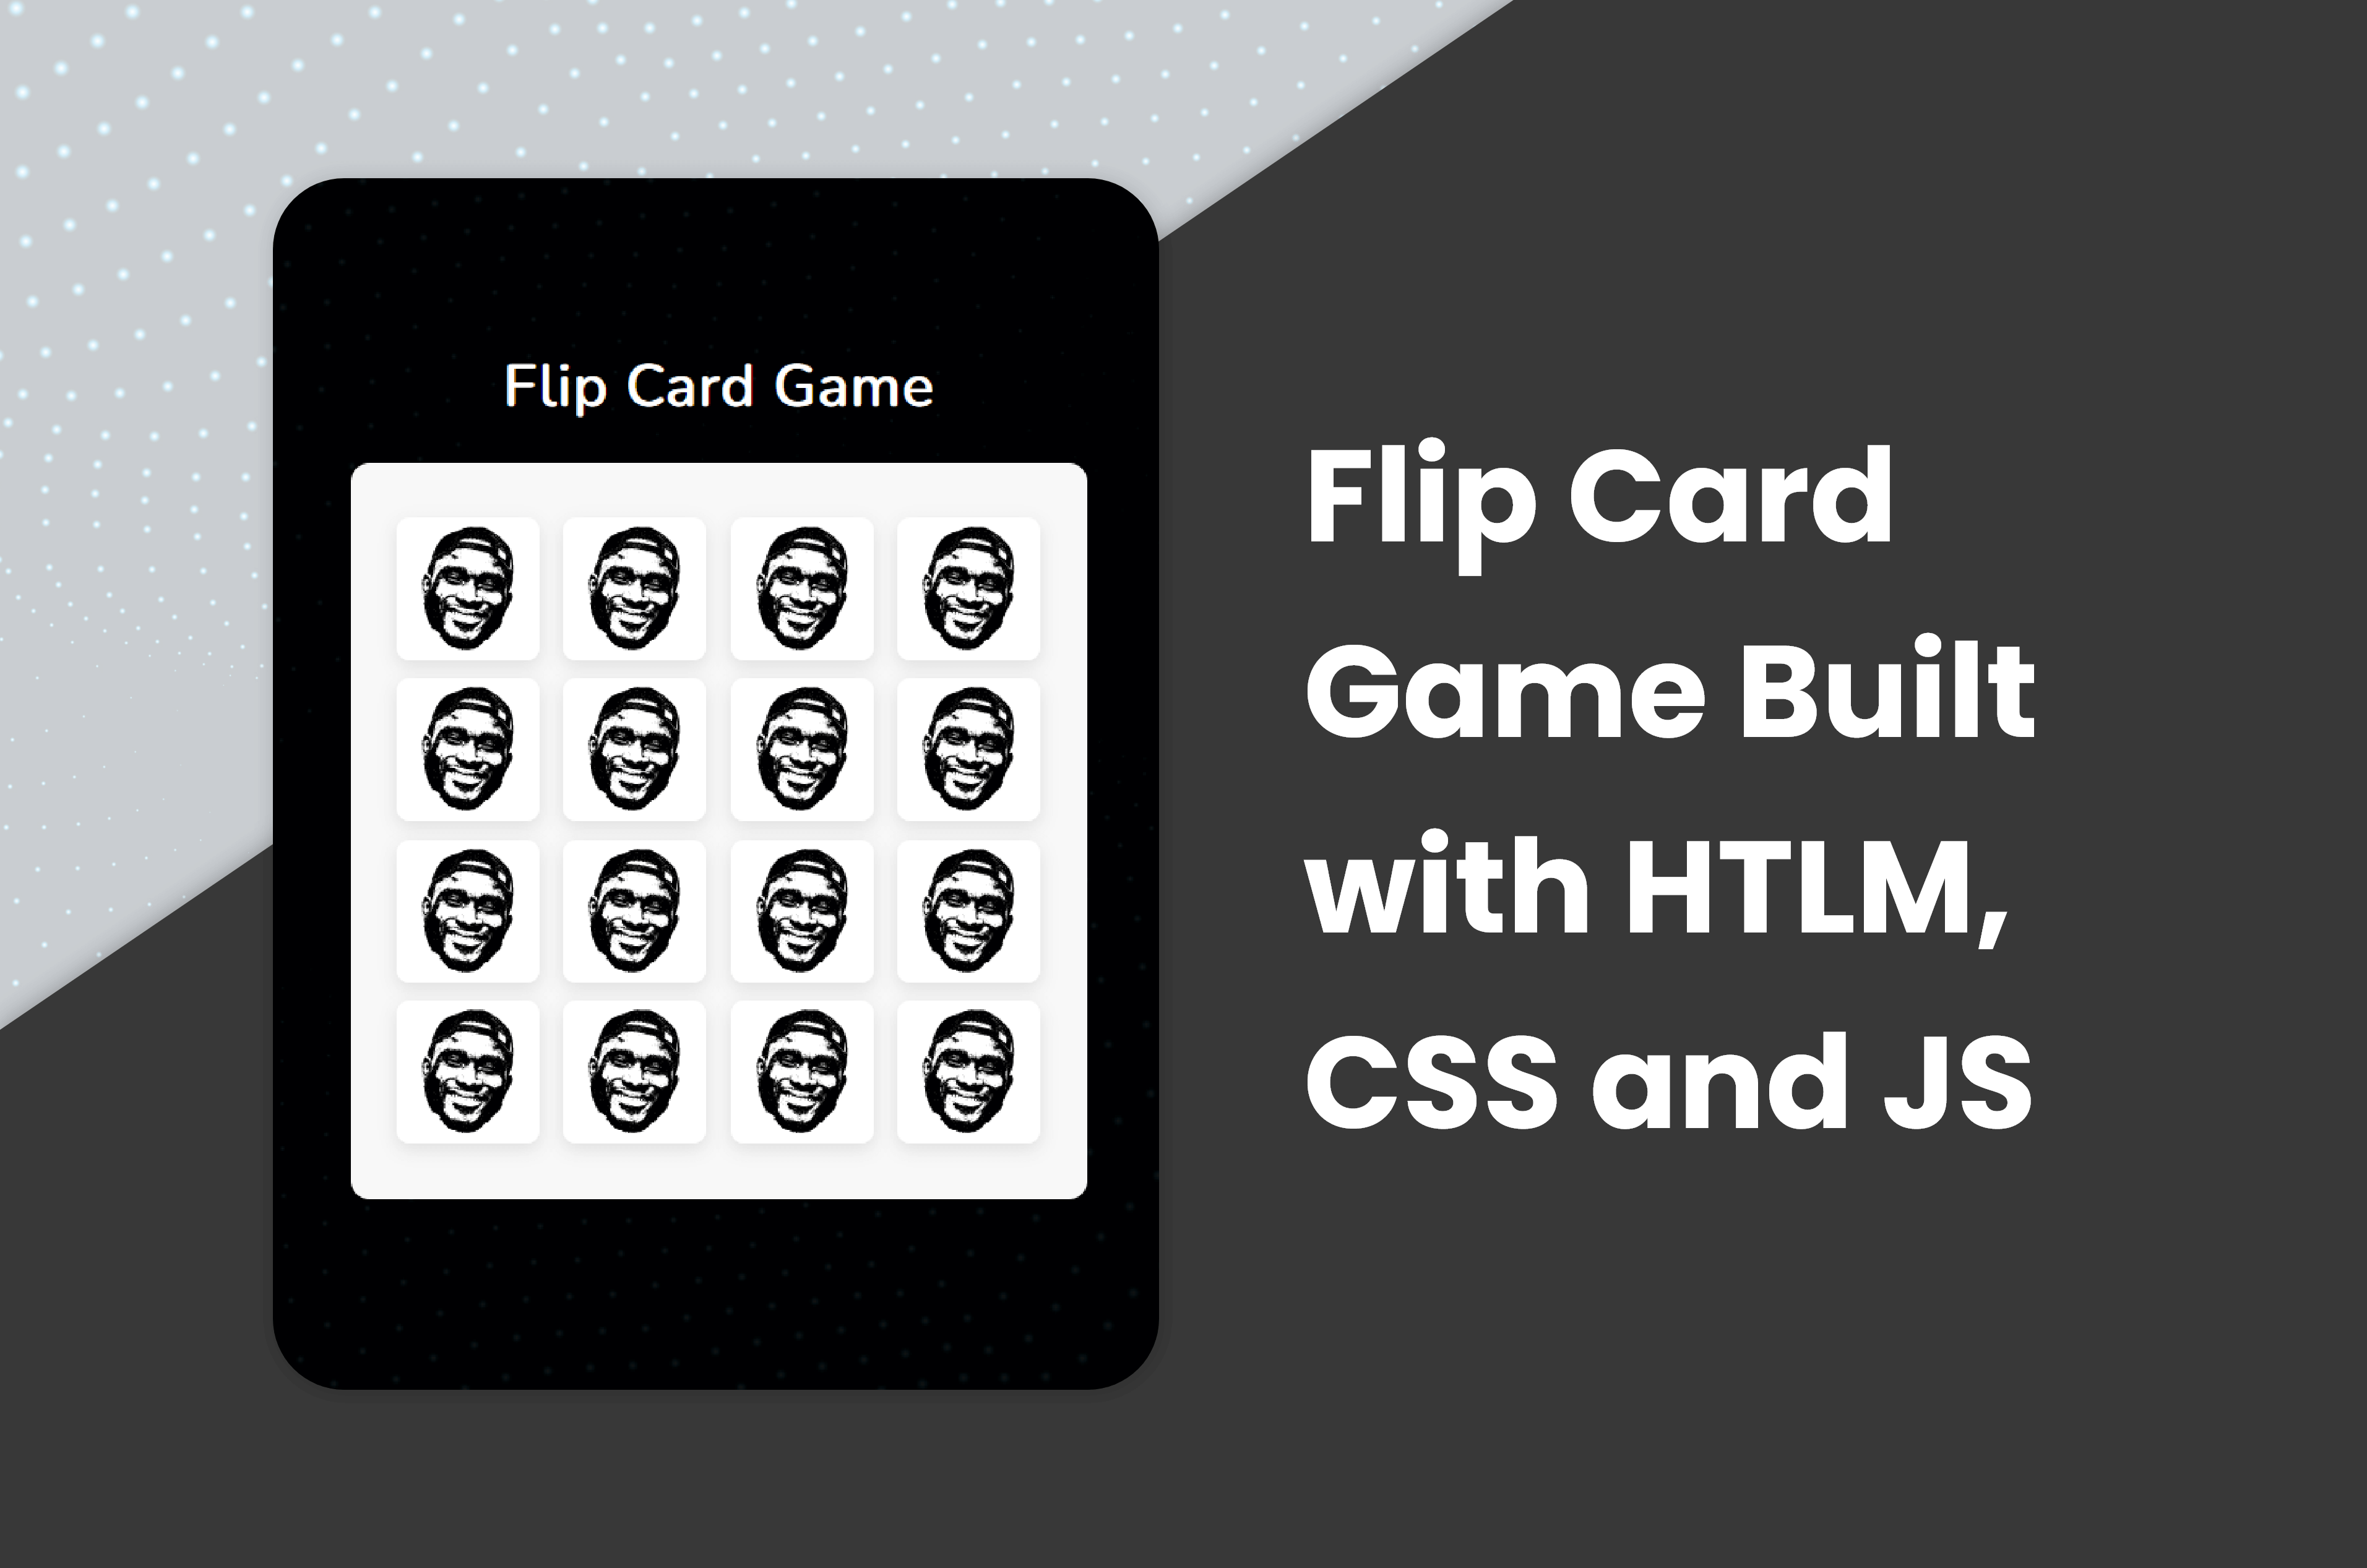 Flip Card Game
Flip Card
Game Built
with HTLM,
CSS and JS